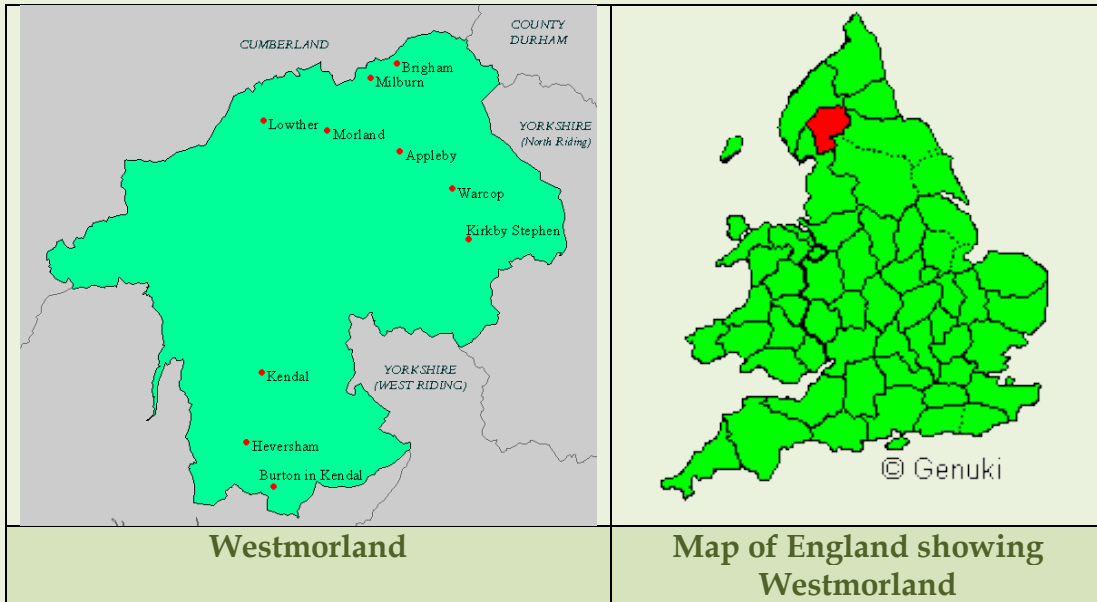 COUNTY
DURHAM
CUMBERLAND
Brigham
Milburn
Lowther
Morland
YORKSHIRE
(North Riding)
Appleby
Warcop
Kirkby Stephen
Kendal
YORKSHIRE
(WEST RIDING)
Heversham
Burton in Kendal
Westmorland
© Genuki
Map of England showing
Westmorland